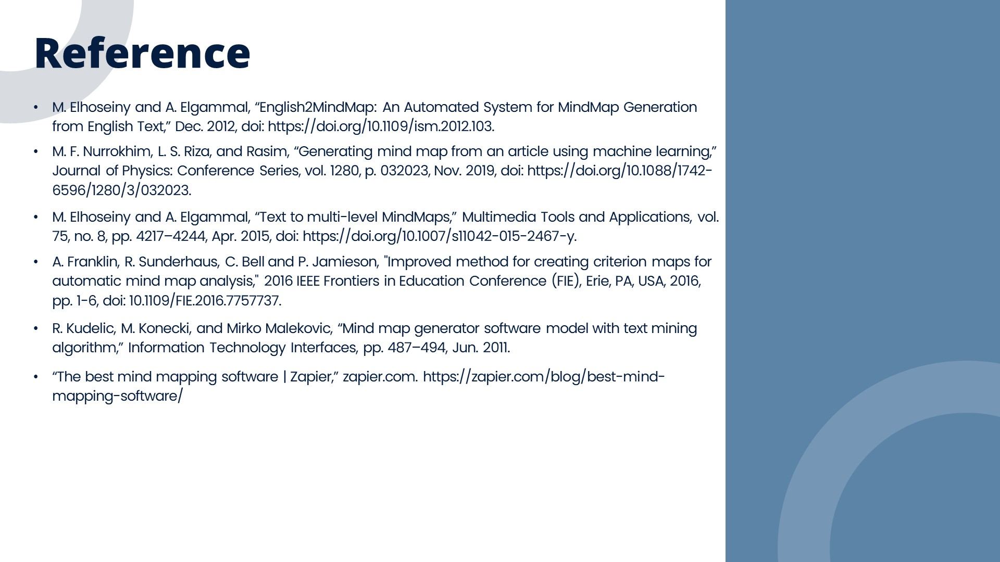 Reference
• M. Elhoseiny and A. Elgammal, “English2MindMap: An Automated System for MindMap Generation
from English Text,” Dec. 2012, doi: https://doi.org/10.1109/ism.2012.103.
• M. F. Nurrokhim, L. S. Riza, and Rasim, “Generating mind map from an article using machine learning,”
Journal of Physics: Conference Series, vol. 1280, p. 032023, Nov. 2019, doi: https://doi.org/10.1088/1742-
6596/1280/3/032023.
• M. Elhoseiny and A. Elgammal, “Text to multi-level MindMaps,” Multimedia Tools and Applications, vol.
75, no. 8, pp. 4217–4244, Apr. 2015, doi: https://doi.org/10.1007/s11042-015-2467-y.
• A. Franklin, R. Sunderhaus, C. Bell and P. Jamieson, "Improved method for creating criterion maps for
automatic mind map analysis," 2016 IEEE Frontiers in Education Conference (FIE), Erie, PA, USA, 2016,
pp. 1-6, doi: 10.1109/FIE.2016.7757737.
• R. Kudelic, M. Konecki, and Mirko Malekovic, “Mind map generator software model with text mining
algorithm,” Information Technology Interfaces, pp. 487–494, Jun. 2011.
• “The best mind mapping software | Zapier,” zapier.com. https://zapier.com/blog/best-mind-
mapping-software/